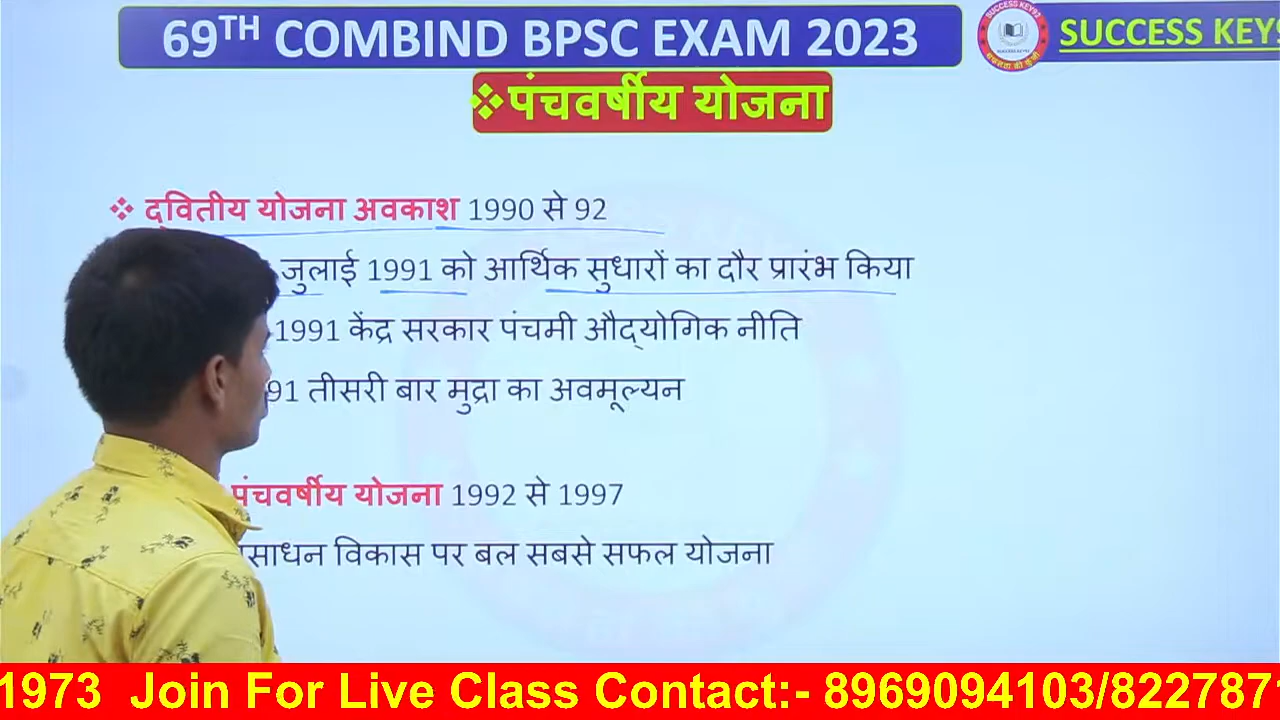 69TH COMBIND BPSC EXAM 2023
SUCCESS KEY
❖पंचवर्षीय योजना
❖ द्वितीय योजना अवकाश 1990 से 92
जुलाई 1991 को आर्थिक सुधारों का दौर प्रारंभ किया
1991 केंद्र सरकार पंचमी औद्योगिक नीति
91 तीसरी बार मुद्रा का अवमूल्यन
पंचवर्षीय योजना 1992 से 1997
साधन विकास पर बल सबसे सफल योजना
1973 Join For Live Class Contact:- 8969094103/822787